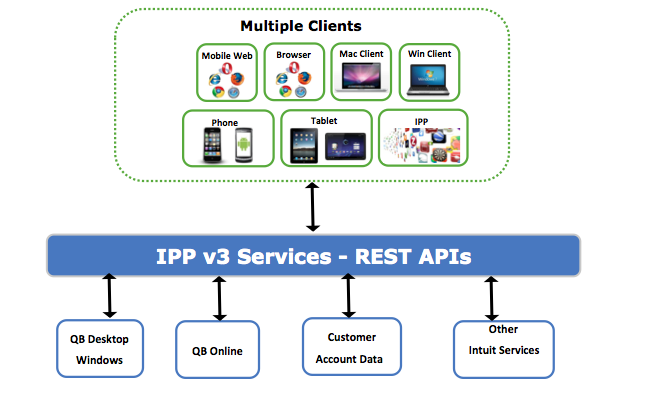 Multiple Clients
Mobile Web
Browser
Mac Client
Win Client
Phone
Tablet
IPP
IPP v3 Services - REST APIs
QB Desktop
Windows
QB Online
Customer
Account Data
Other
Intuit Services